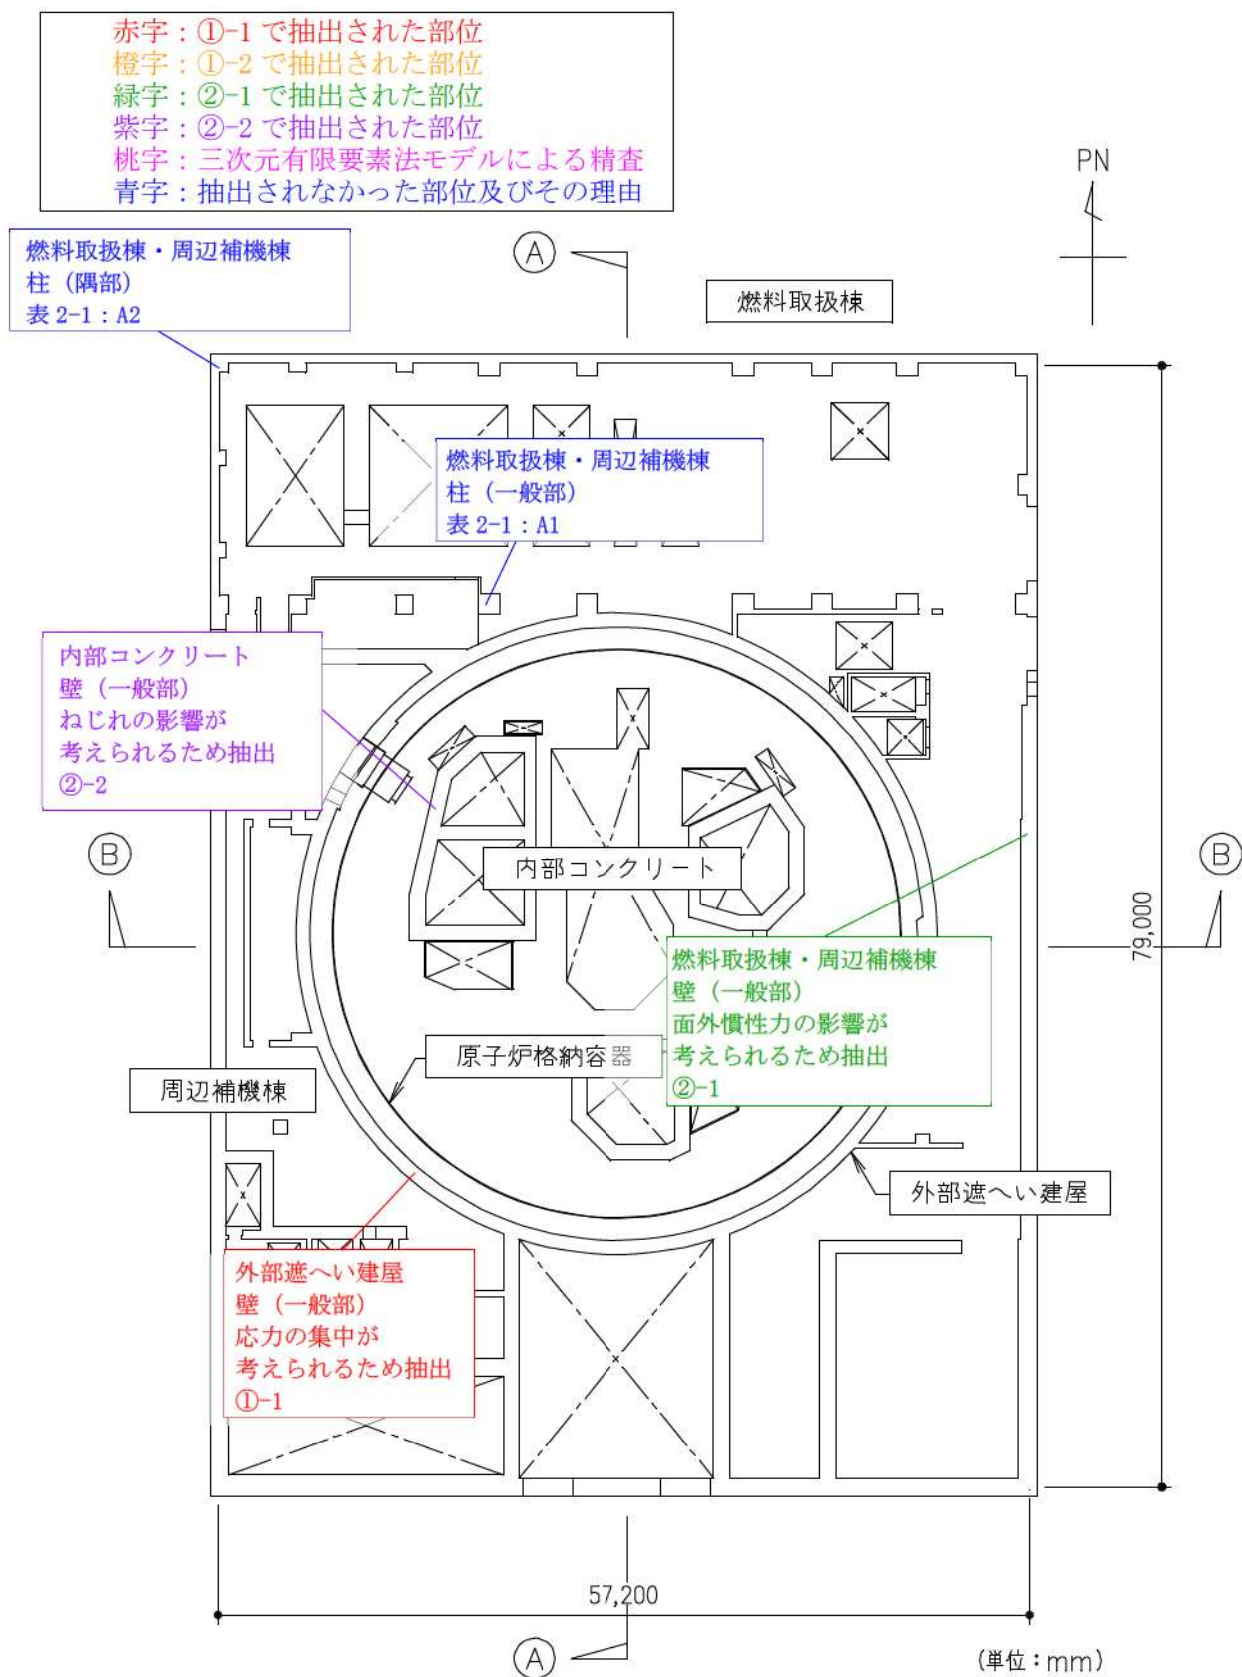 赤字：①-1 で抽出された部位
橙字：①-2 で抽出された部位
緑字：②-1 で抽出された部位
紫字：②-2 で抽出された部位
桃字：三次元有限要素法モデルによる精査
青字：抽出されなかった部位及びその理由
PN
燃料取扱棟・周辺補機棟
柱（隅部）
表 2-1：A2
A
燃料取扱棟
燃料取扱棟・周辺補機棟
柱（一般部）
表 2-1：A1
内部コンクリート
壁（一般部）
ねじれの影響が
考えられるため抽出
②-2
B
内部コンクリート
B
79,000
燃料取扱棟・周辺補機棟
壁（一般部）
面外慣性力の影響が
考えられるため抽出
②-1
原子炉格納容器
周辺補機棟
外部遮へい建屋
外部遮へい建屋
壁（一般部）
応力の集中が
考えられるため抽出
①-1
57,200
A
(単位：mm)